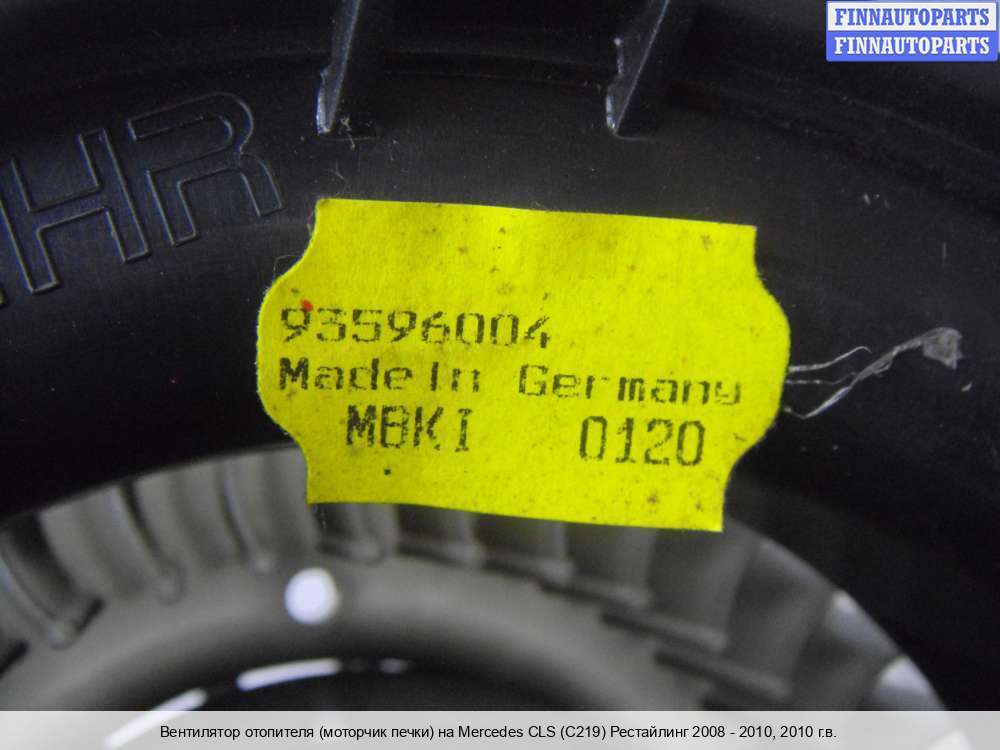 FINNAUTOPARTS
FINNAUTOPARTS
HR
93596004
Made In Germany
MBKI 0120
Вентилятор отопителя (моторчик печки) на Mercedes CLS (C219) Рестайлинг 2008 - 2010, 2010 г.в.